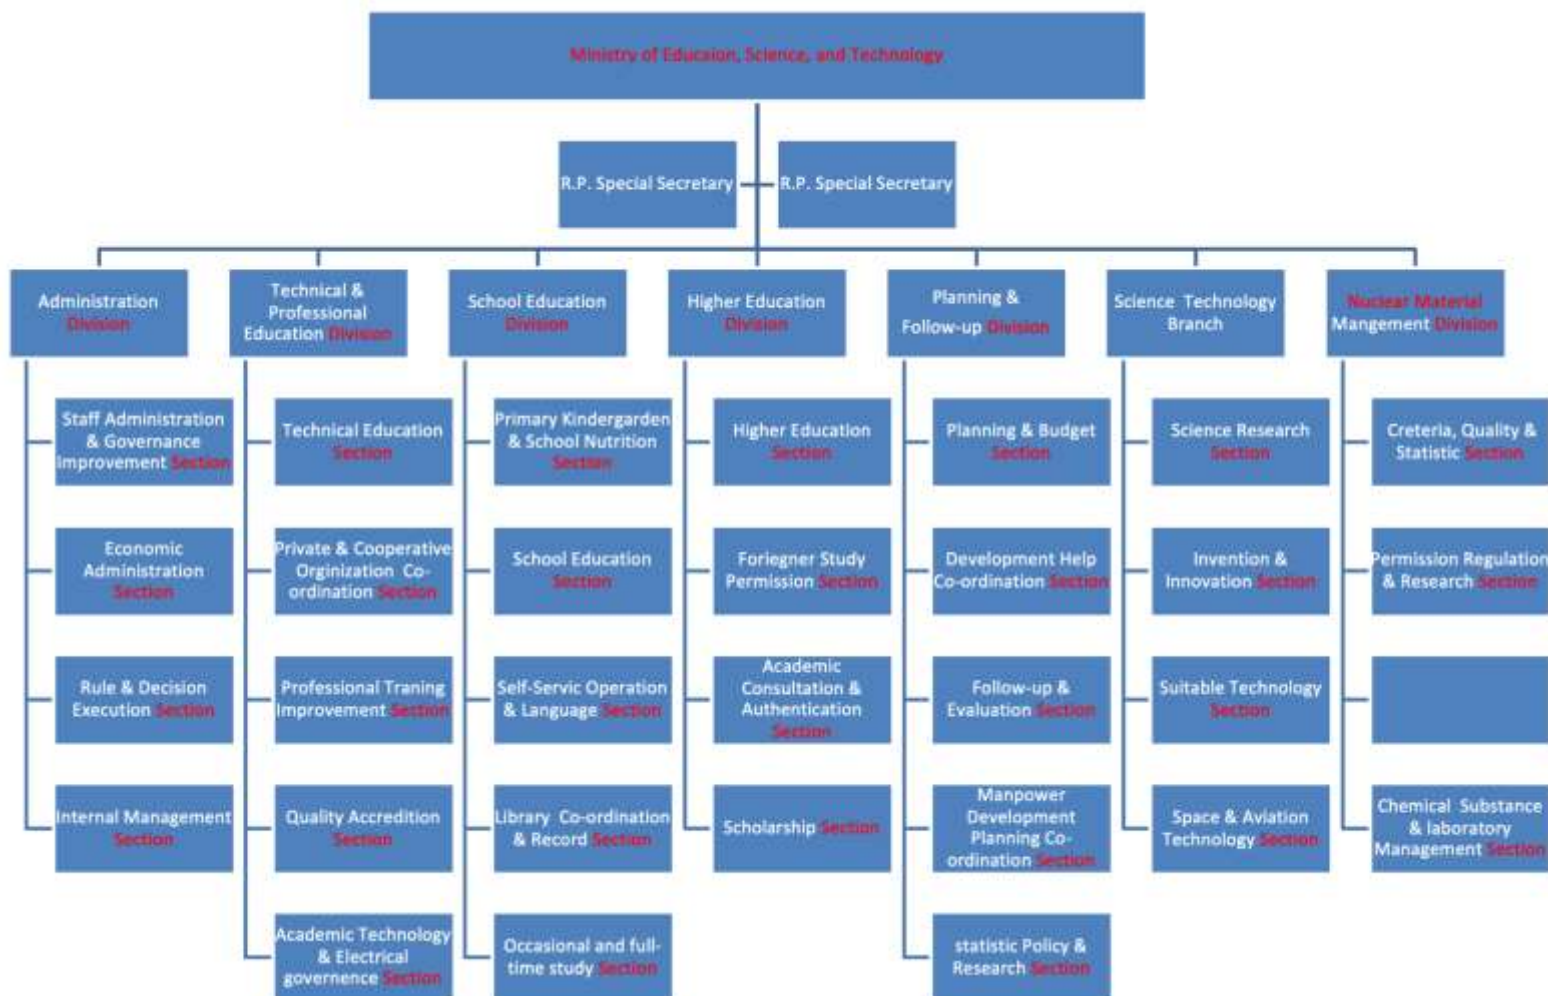 Ministry of Educaion, Science, and Technology
R.P. Special Secretary
R.P. Special Secretary
Administration
Division
Technical &
Professional
Education Division
School Education
Division
Higher Education
Division
Planning &
Follow-up Division
Science Technology
Branch
Nuclear Material
Mangement Division
Staff Administration
& Governance
Improvement Section
Technical Education
Section
Primary Kindergarden
& School Nutrition
Section
Higher Education
Section
Planning & Budget
Section
Science Research
Section
Creteria, Quality &
Statistic Section
Economic
Administration
Section
Private & Cooperative
Orginization Co-
ordination Section
School Education
Section
Foriegner Study
Permission Section
Development Help
Co-ordination Section
Invention &
Innovation Section
Permission Regulation
& Research Section
Rule & Decision
Execution Section
Professional Traning
Improvement Section
Self-Servic Operation
& Language Section
Academic
Consultation &
Authentication
Section
Follow-up &
Evaluation Section
Suitable Technology
Section
Internal Management
Section
Quality Accredition
Section
Library Co-ordination
& Record Section
Scholarship Section
Manpower
Development
Planning Co-
ordination Section
Space & Aviation
Technology Section
Chemical Substance
& laboratory
Management Section
Academic Technology
& Electrical
governence Section
Occasional and full-
time study Section
statistic Policy &
Research Section